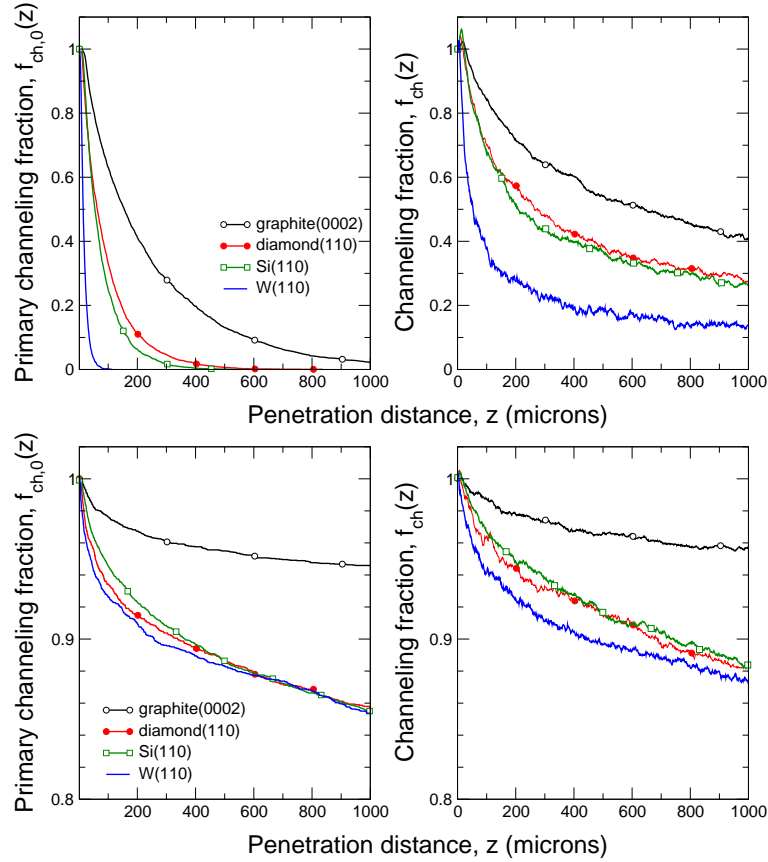 Primary channeling fraction, f_ch,0(z)
1
0.8
0.6
0.4
0.2
0
200 400 600 800 1000
graphite(0002)
diamond(110)
Si(110)
W(110)
Channeling fraction, f_ch(z)
1
0.8
0.6
0.4
0.2
0
0 200 400 600 800 1000
Penetration distance, z (microns)
Primary channeling fraction, f_ch,0(z)
1
0.9
0.8
200 400 600 800 1000
graphite(0002)
diamond(110)
Si(110)
W(110)
Channeling fraction, f_ch(z)
1
0.9
0.8
0 200 400 600 800 1000
Penetration distance, z (microns)